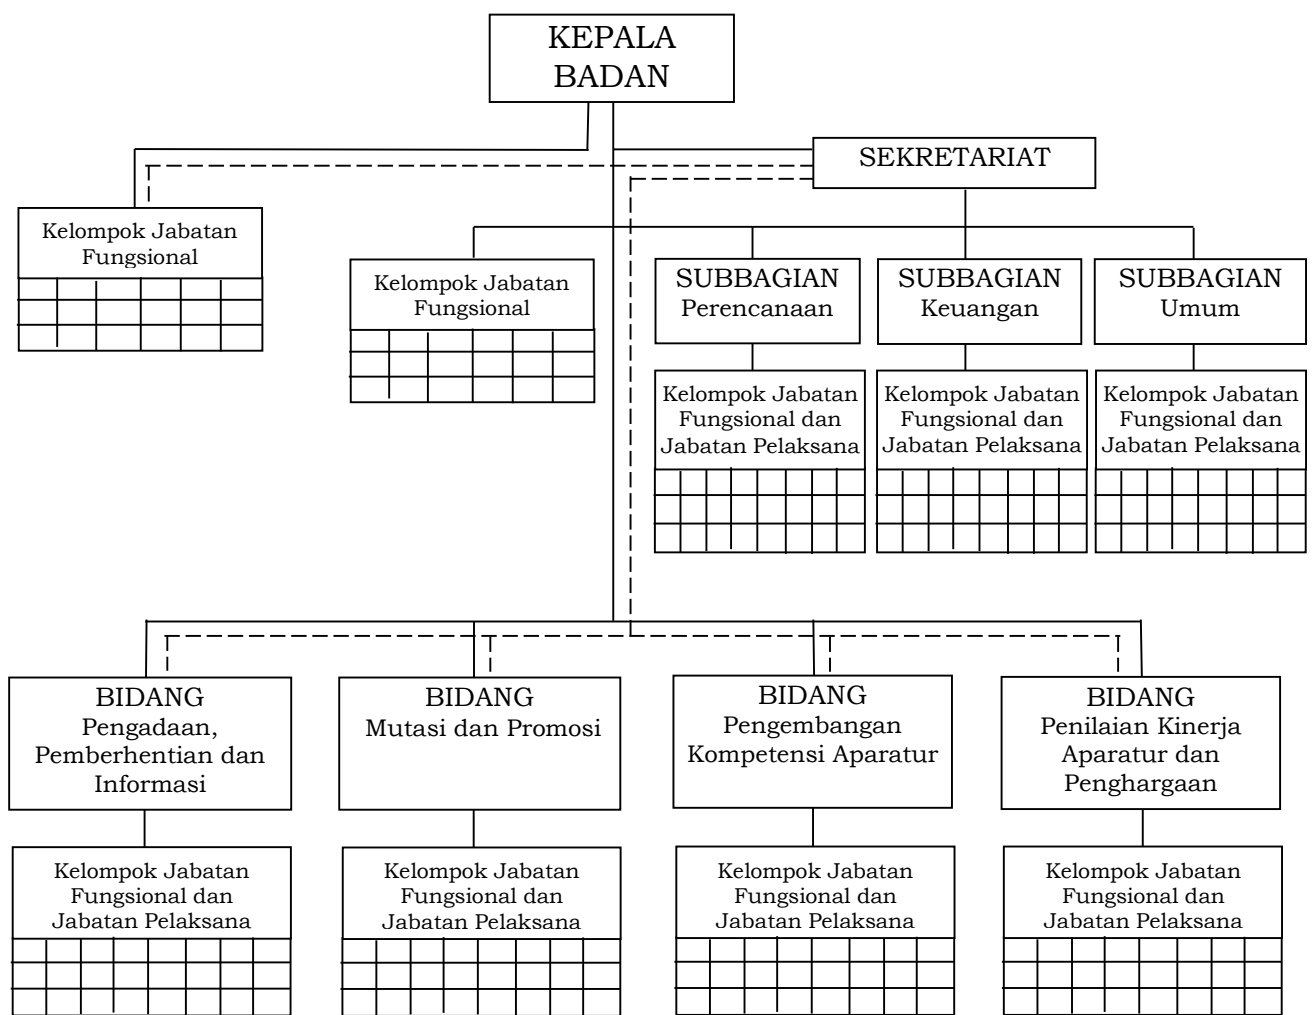 KEPALA
BADAN
SEKRETARIAT
Kelompok Jabatan
Fungsional
Kelompok Jabatan
Fungsional
SUBBAGIAN
Perencanaan
SUBBAGIAN
Keuangan
SUBBAGIAN
Umum
Kelompok Jabatan
Fungsional dan
Jabatan Pelaksana
Kelompok Jabatan
Fungsional dan
Jabatan Pelaksana
Kelompok Jabatan
Fungsional dan
Jabatan Pelaksana
BIDANG
Pengadaan,
Pemberhentian dan
Informasi
BIDANG
Mutasi dan Promosi
BIDANG
Pengembangan
Kompetensi Aparatur
BIDANG
Penilaian Kinerja
Aparatur dan
Penghargaan
Kelompok Jabatan
Fungsional dan
Jabatan Pelaksana
Kelompok Jabatan
Fungsional dan
Jabatan Pelaksana
Kelompok Jabatan
Fungsional dan
Jabatan Pelaksana
Kelompok Jabatan
Fungsional dan
Jabatan Pelaksana